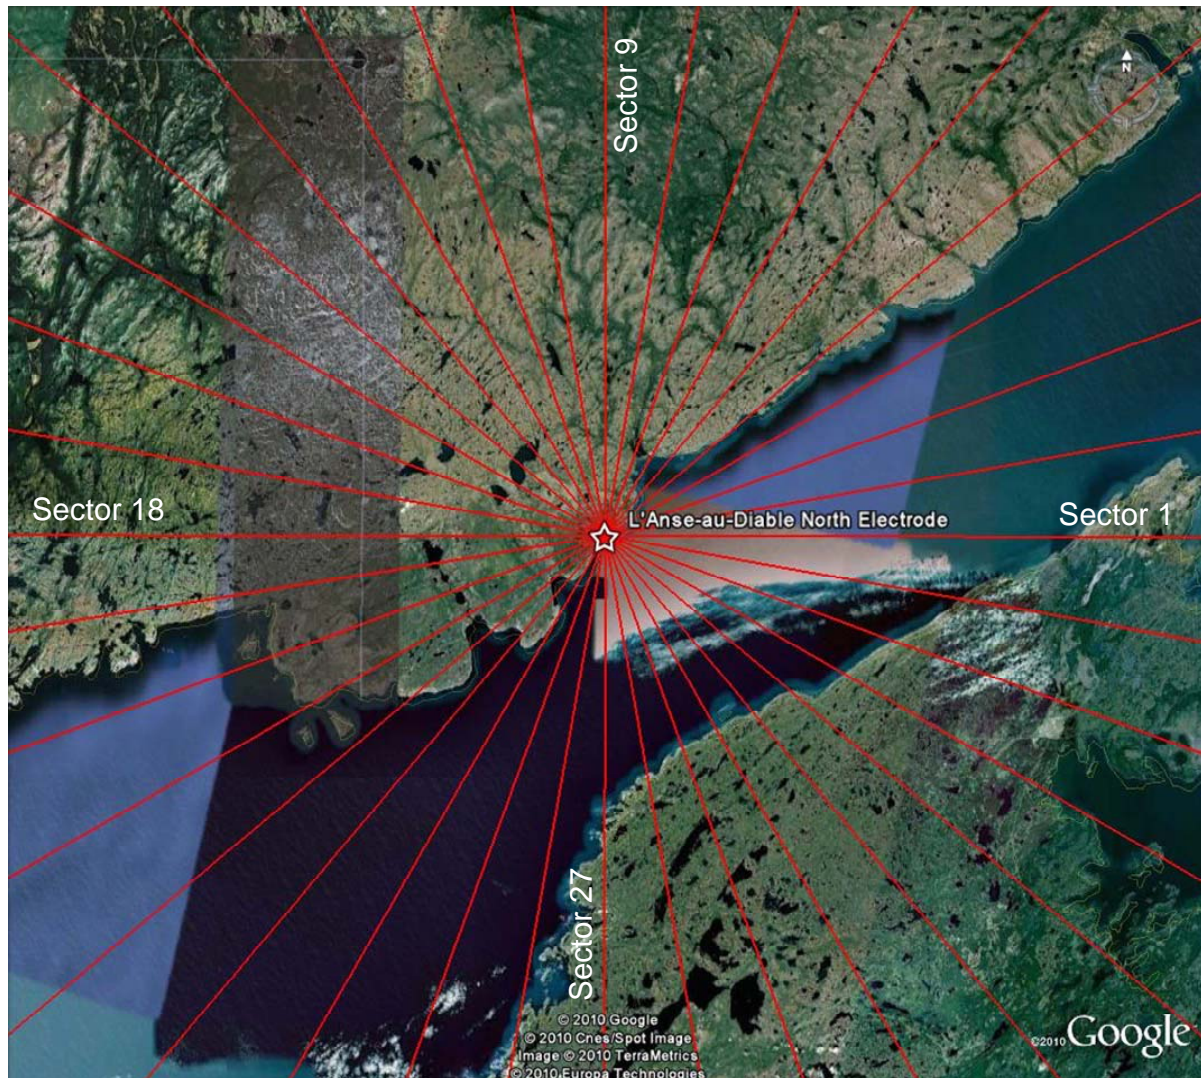 Sector 9
N
Sector 18
L'Anse-au-Diable North Electrode
Sector 1
Sector 27
© 2010 Google
© 2010 Cnes/Spot Image
Image © 2010 TerraMetrics
© 2010 Europa Technologies
©2010 Google